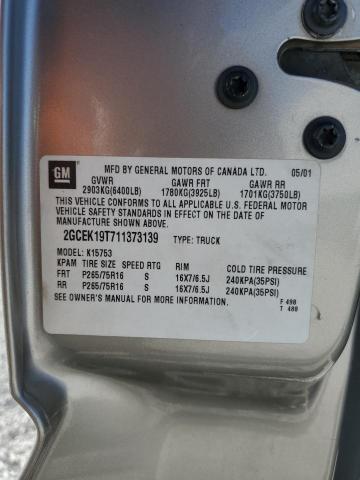 GM
MFD BY GENERAL MOTORS OF CANADA LTD. 05/01
GVWR GAWR FRT GAWR RR
2903KG(6400LB) 1780KG(3925LB) 1701KG(3750LB)
THIS VEHICLE CONFORMS TO ALL APPLICABLE U.S. FEDERAL MOTOR
VEHICLE SAFETY STANDARDS IN EFFECT ON THE DATE OF
MANUFACTURE SHOWN ABOVE.
2GCEK19T711373139 TYPE: TRUCK
MODEL: K15753
KPAM TIRE SIZE SPEED RTG RIM COLD TIRE PRESSURE
FRT P265/75R16 S 16X7/6.5J 240KPA(35PSI)
RR P265/75R16 S 16X7/6.5J 240KPA(35PSI)
SEE OWNER'S MANUAL FOR MORE INFORMATION.
F 498
T 480